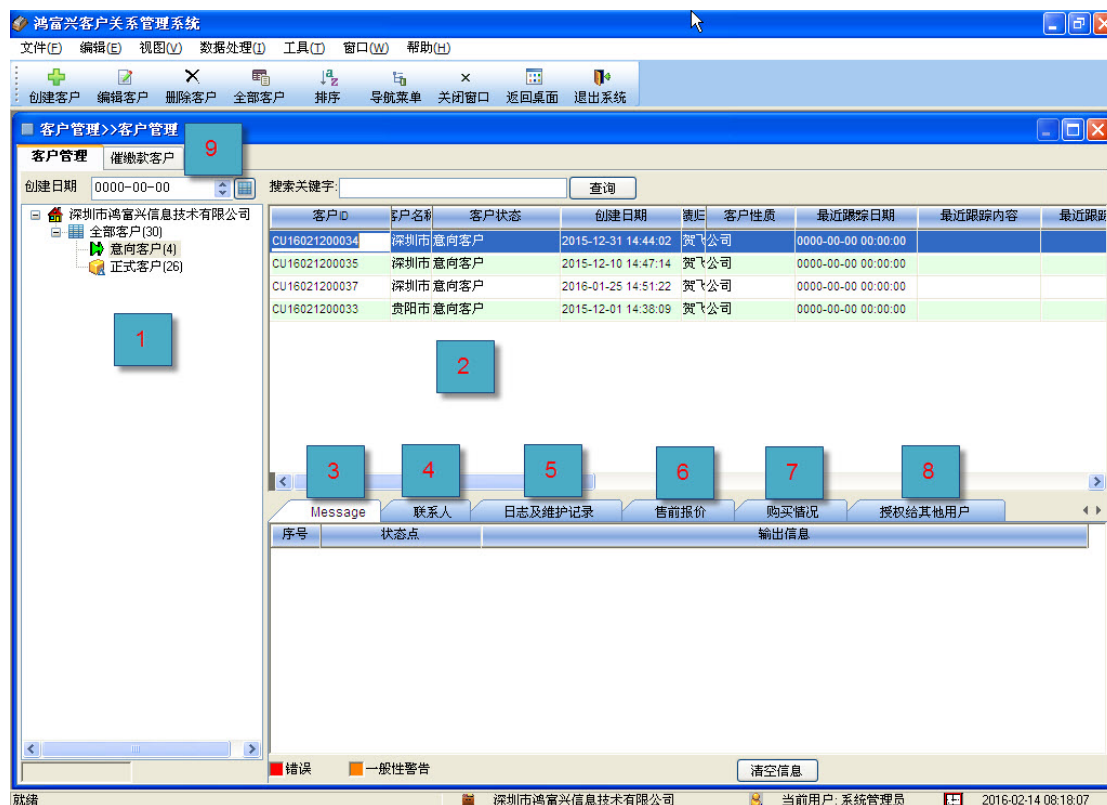 鸿富兴客户关系管理系统
文件(F) 编辑(E) 视图(V) 数据处理(I) 工具(T) 窗口(W) 帮助(H)
创建客户 编辑客户 删除客户 全部客户 排序 导航菜单 关闭窗口 返回桌面 退出系统
客户管理>>客户管理
客户管理 催缴款客户 9
创建日期 0000-00-00 搜索关键字: 查询
深圳市鸿富兴信息技术有限公司
全部客户(30)
意向客户(4)
正式客户(26)
1
客户ID 客户名称 客户状态 创建日期 客户性质 最近跟踪日期 最近跟踪内容 最近跟踪
CU16021200034 深圳市 意向客户 2015-12-31 14:44:02 贺飞 公司 0000-00-00 00:00:00
CU16021200035 深圳市 意向客户 2015-12-10 14:47:14 贺飞 公司 0000-00-00 00:00:00
CU16021200037 深圳市 意向客户 2016-01-25 14:51:22 贺飞 公司 0000-00-00 00:00:00
CU16021200033 贵阳市 意向客户 2015-12-01 14:38:09 贺飞 公司 0000-00-00 00:00:00
2
3 4 5 6 7 8
Message 联系人 日志及维护记录 售前报价 购买情况 授权给其他用户
序号 状态点 输出信息
错误 一般性警告 清空信息
就绪 深圳市鸿富兴信息技术有限公司 当前用户: 系统管理员 2016-02-14 08:18:07